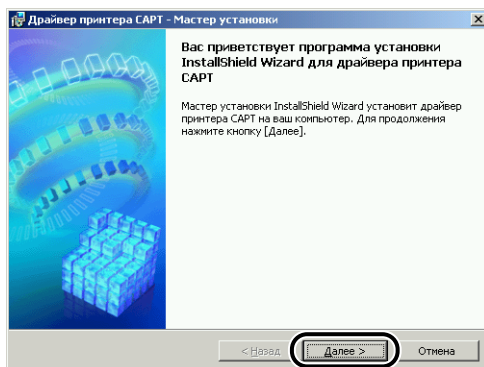 Драйвер принтера CAPT - Мастер установки
Вас приветствует программа установки
InstallShield Wizard для драйвера принтера
CAPT
Мастер установки InstallShield Wizard установит драйвер
принтера CAPT на ваш компьютер. Для продолжения
нажмите кнопку [Далее].
< Назад
Далее >
Отмена